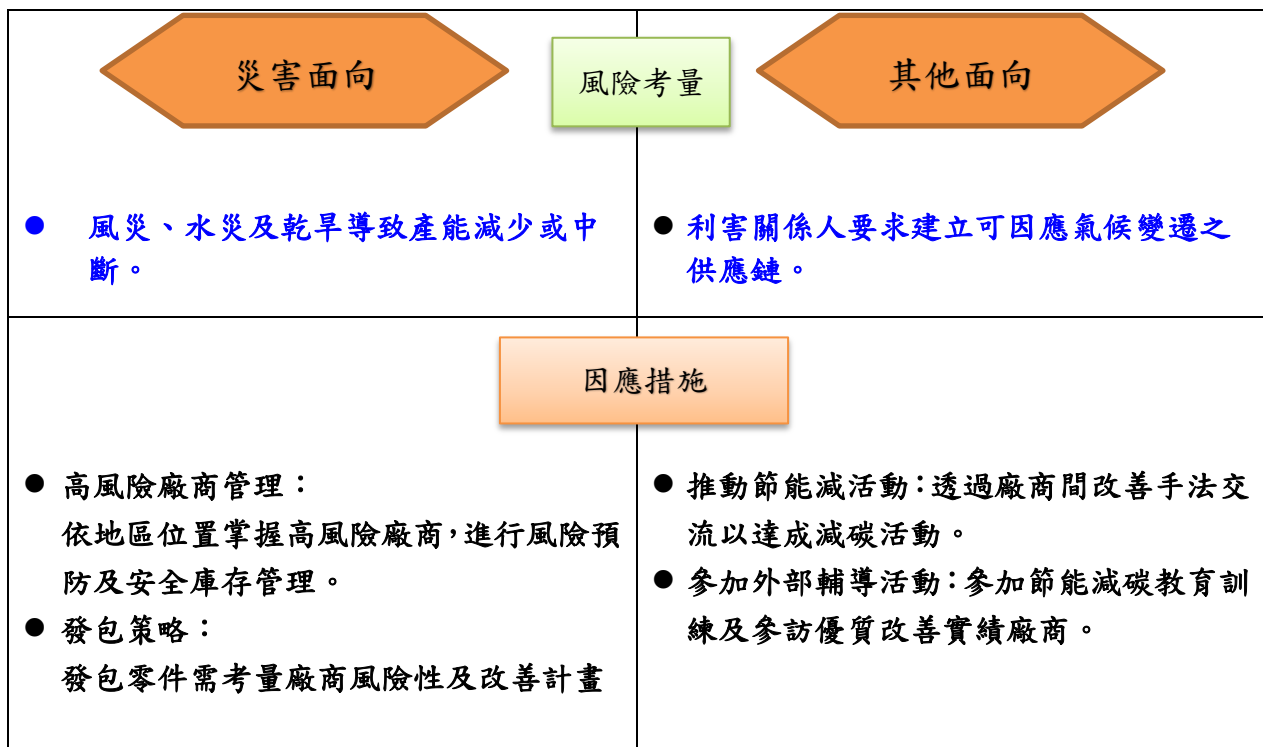 災害面向
風險考量
其他面向
● 風災、水災及乾旱導致產能減少或中
斷。
● 利害關係人要求建立可因應氣候變遷之
供應鏈。
因應措施
● 高風險廠商管理：
依地區位置掌握高風險廠商，進行風險預
防及安全庫存管理。
● 發包策略：
發包零件需考量廠商風險性及改善計畫
● 推動節能減活動：透過廠商間改善手法交
流以達成減碳活動。
● 參加外部輔導活動：參加節能減碳教育訓
練及參訪優質改善實績廠商。